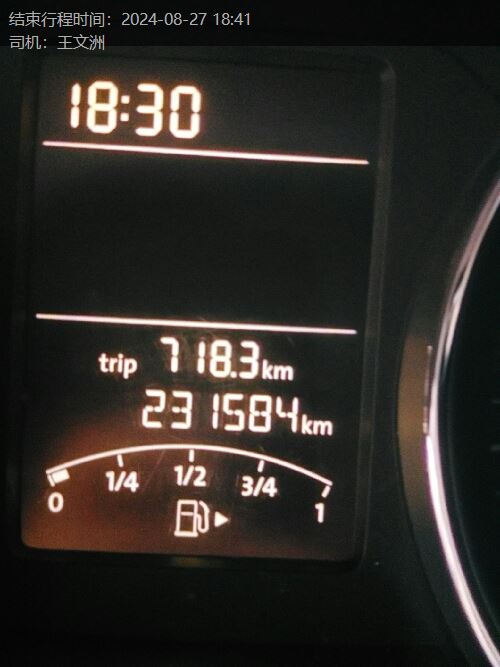 结束行程时间：2024-08-27 18:41
司机：王文洲
18:30
trip 718.3km
231584km
0 1/4 1/2 3/4 1